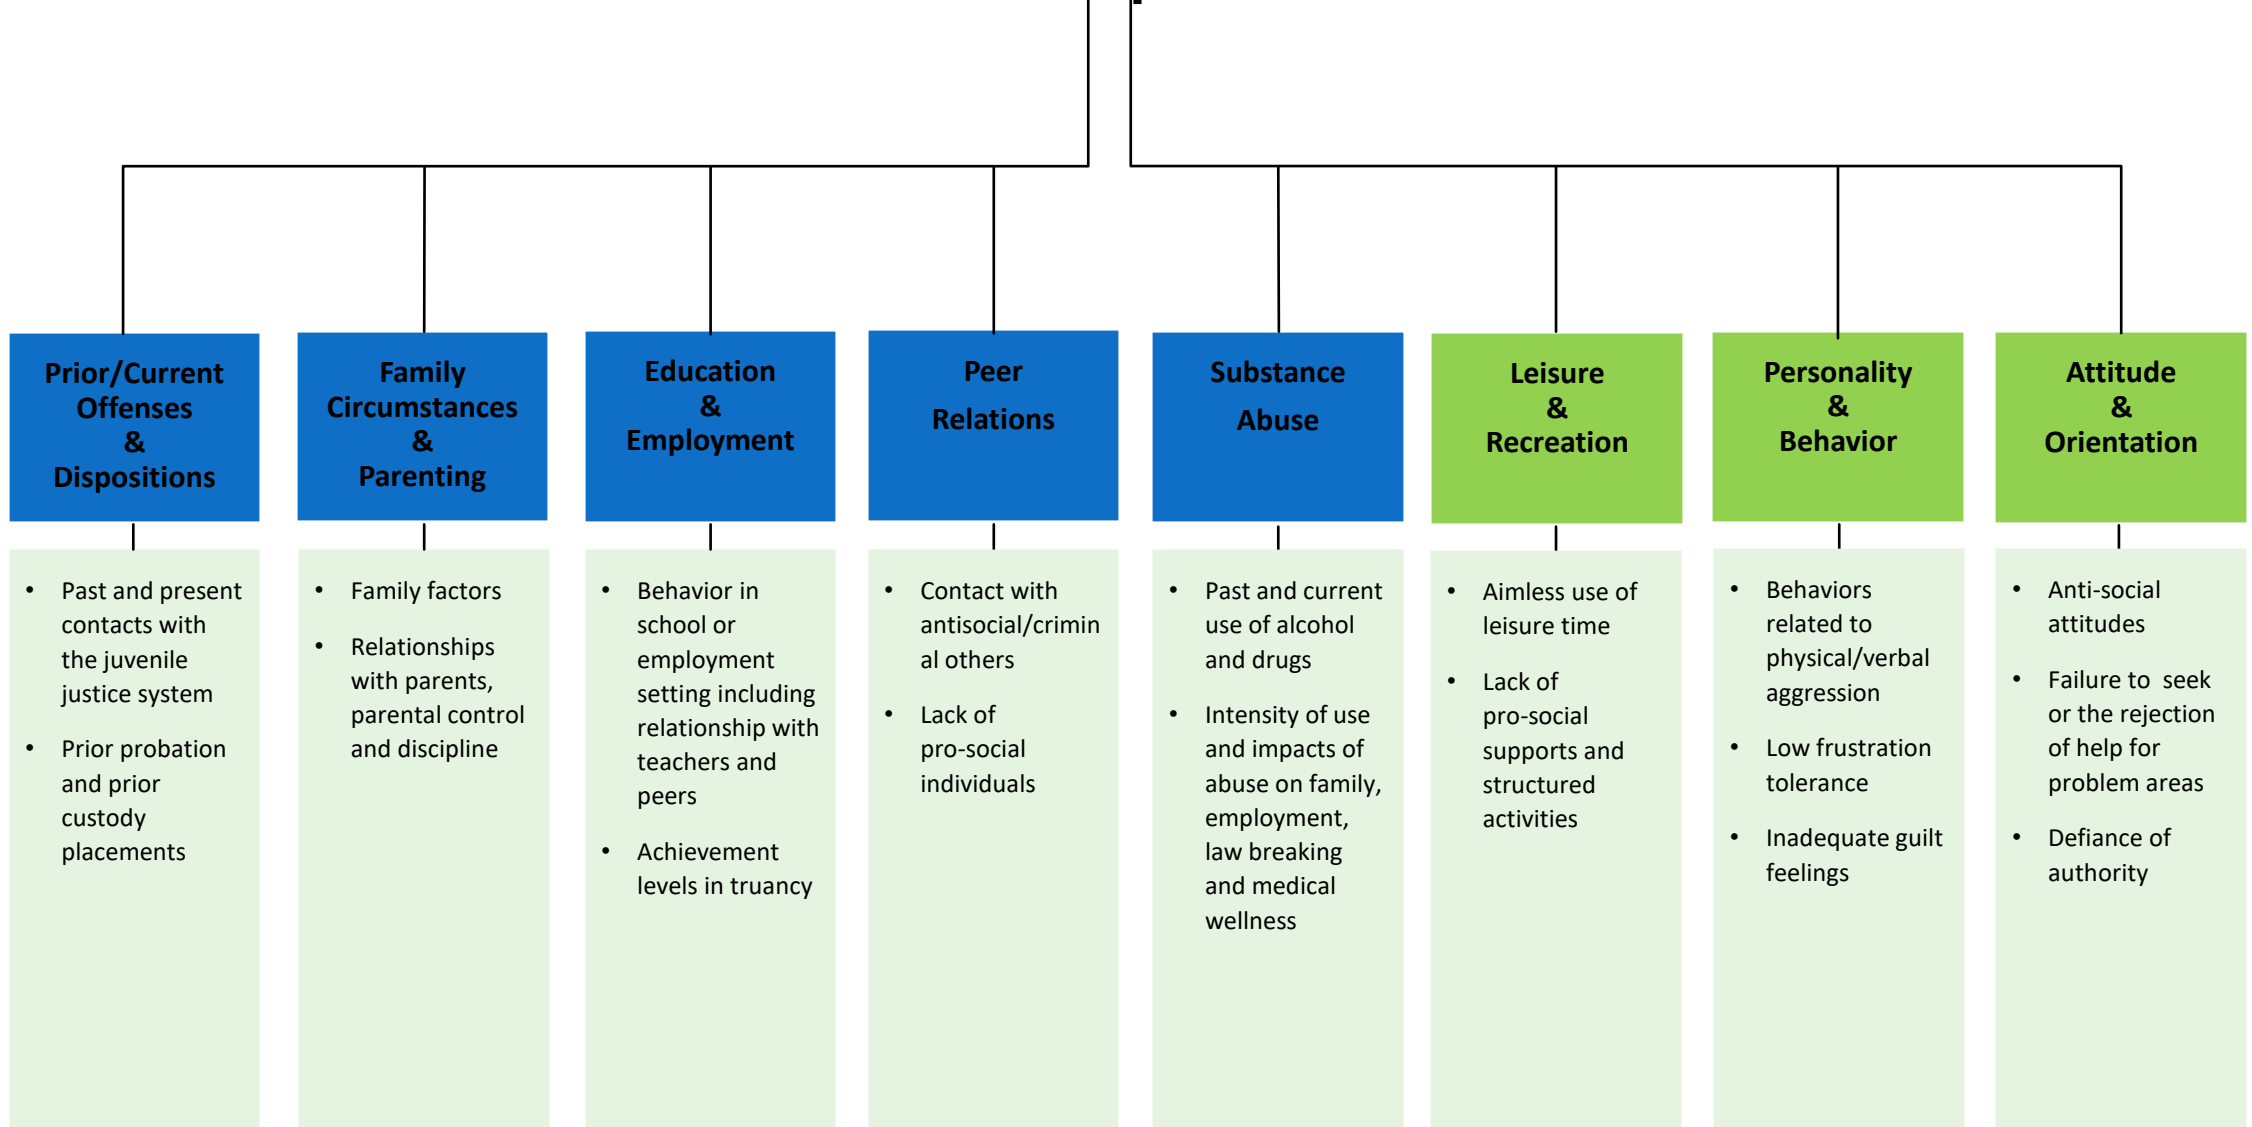 Prior/Current
Offenses
&
Dispositions
Family
Circumstances
&
Parenting
Education
&
Employment
Peer
Relations
Substance
Abuse
Leisure
&
Recreation
Personality
&
Behavior
Attitude
&
Orientation
• Past and present
contacts with
the juvenile
justice system
• Prior probation
and prior
custody
placements
• Family factors
• Relationships
with parents,
parental control
and discipline
• Behavior in
school or
employment
setting including
relationship with
teachers and
peers
• Achievement
levels in truancy
• Contact with
antisocial/crimin
al others
• Lack of
pro-social
individuals
• Past and current
use of alcohol
and drugs
• Intensity of use
and impacts of
abuse on family,
employment,
law breaking
and medical
wellness
• Aimless use of
leisure time
• Lack of
pro-social
supports and
structured
activities
• Behaviors
related to
physical/verbal
aggression
• Low frustration
tolerance
• Inadequate guilt
feelings
• Anti-social
attitudes
• Failure to  seek
or the rejection
of help for
problem areas
• Defiance of
authority